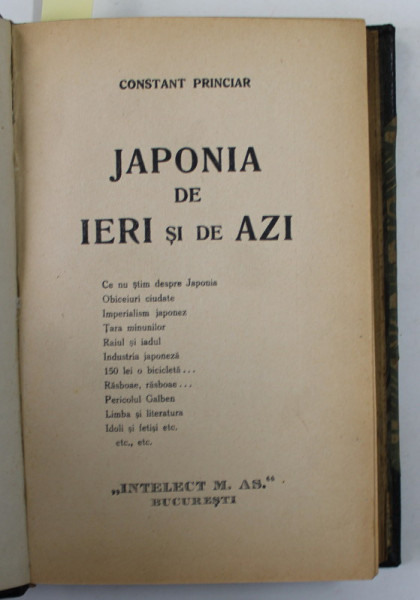 CONSTANT PRINCIAR
JAPONIA
DE
IERI ȘI DE AZI
Ce nu știm despre Japonia
Obiceiuri ciudate
Imperialism japonez
Țara minunilor
Raiul și iadul
Industria japoneză
150 lei o bicicletă...
Răsboae, răsboae...
Pericolul Galben
Limba și literatura
Idoli și fetiși etc.
etc., etc.
„INTELECT M. AS.“
BUCUREȘTI